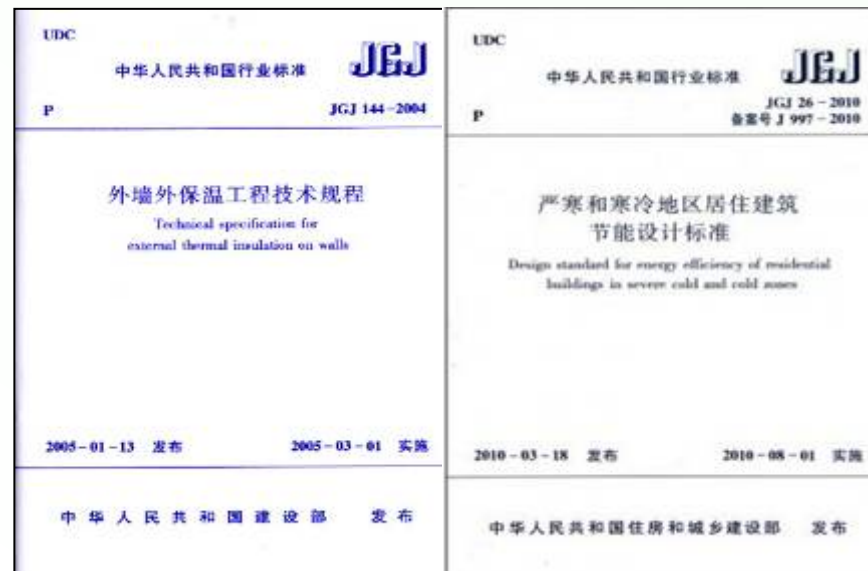 UDC
中华人民共和国行业标准
JGJ
P
JGJ 144-2004
外墙外保温工程技术规程
Technical specification for
external thermal insulation on walls
2005-01-13 发布
2005-03-01 实施
中华人民共和国建设部 发布
UDC
中华人民共和国行业标准
JGJ
JGJ 26-2010
P
备案号 J 997-2010
严寒和寒冷地区居住建筑
节能设计标准
Design standard for energy efficiency of residential
buildings in severe cold and cold zones
2010-03-18 发布
2010-08-01 实施
中华人民共和国住房和城乡建设部 发布